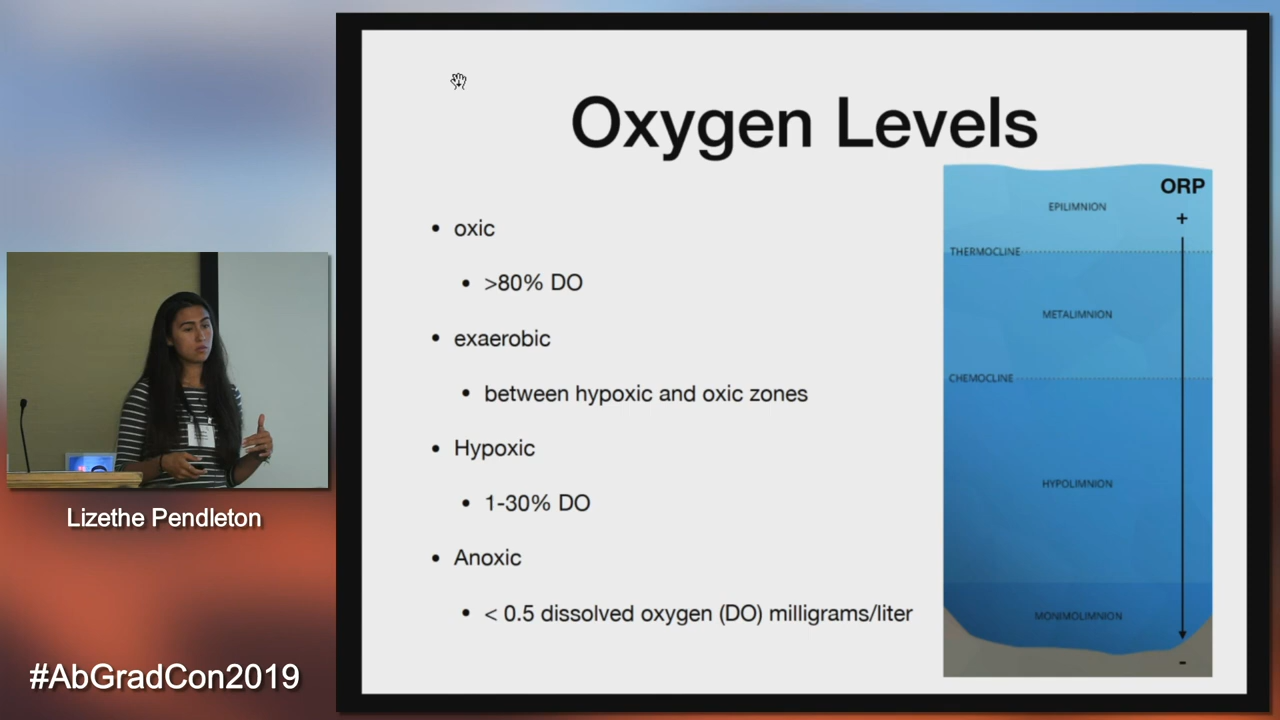 Oxygen Levels
• oxic
• >80% DO
• exaerobic
• between hypoxic and oxic zones
• Hypoxic
• 1-30% DO
• Anoxic
• < 0.5 dissolved oxygen (DO) milligrams/liter
ORP
+
EPILIMNION
THERMOCLINE
METALIMNION
CHEMOCLINE
HYPOLIMNION
MONIMOLIMNION
-
Lizethe Pendleton
#AbGradCon2019